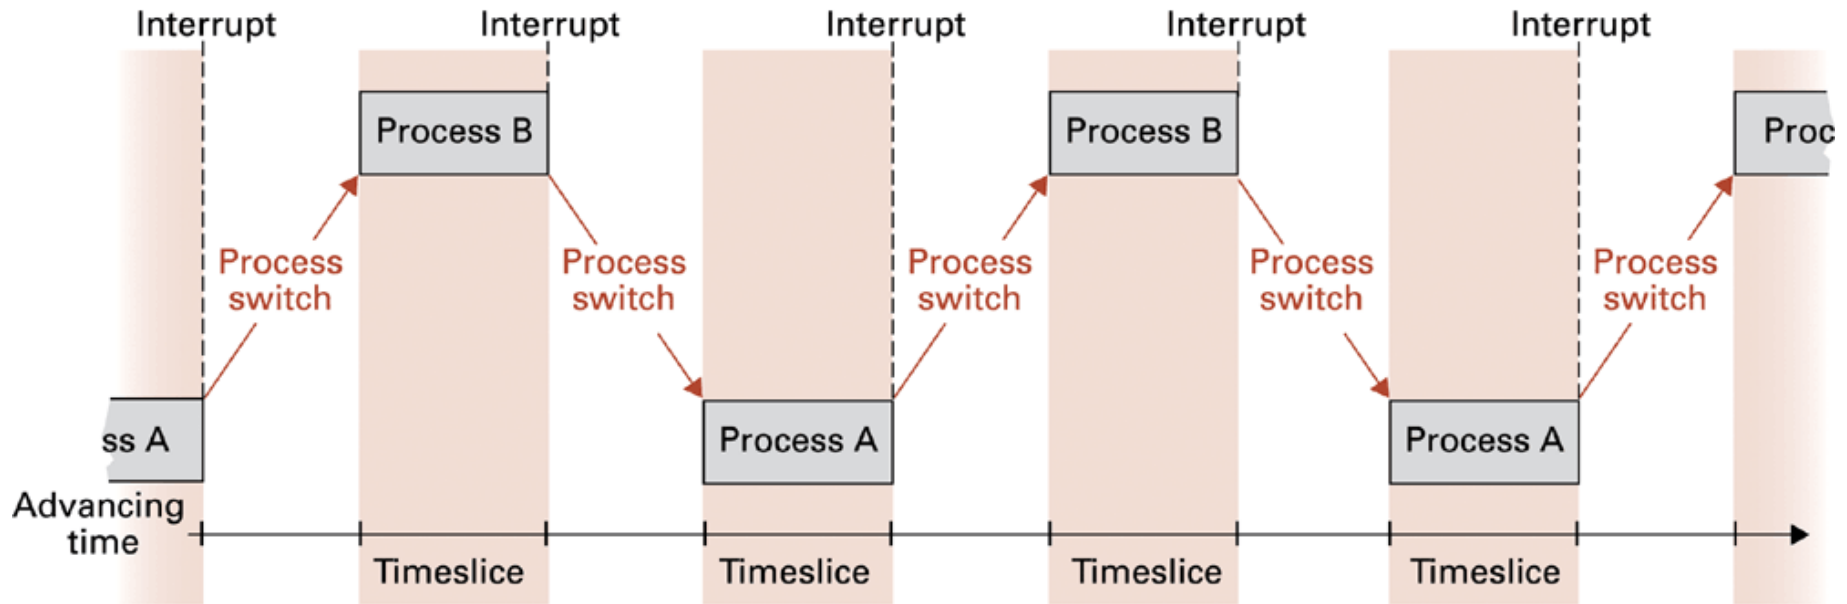 Interrupt
Interrupt
Interrupt
Interrupt
Interrupt
Process B
Process B
Proc
Process
switch
Process
switch
Process
switch
Process
switch
Process
switch
ss A
Process A
Process A
Advancing
time
Timeslice
Timeslice
Timeslice
Timeslice